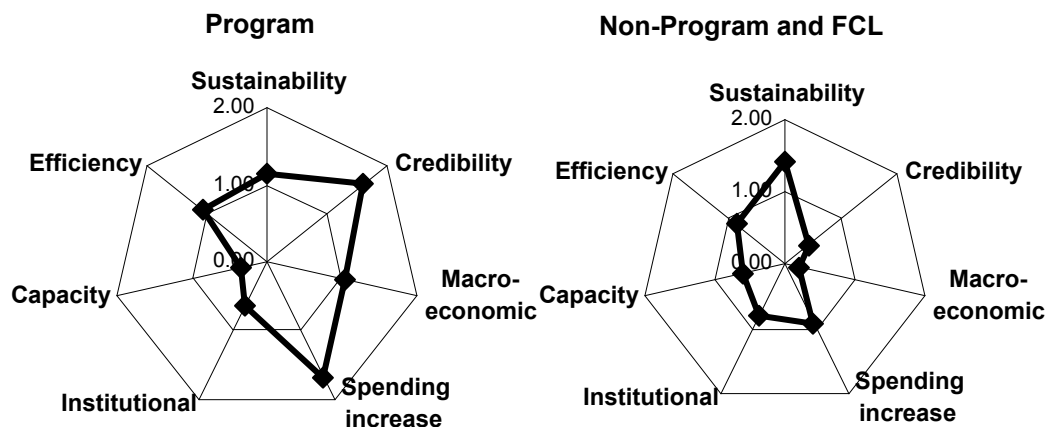 Program
Sustainability
2.00
Efficiency
Credibility
1.00
0.00
Capacity
Macro-
economic
Institutional
Spending
increase
Non-Program and FCL
Sustainability
2.00
Efficiency
Credibility
1.00
0.00
Capacity
Macro-
economic
Institutional
Spending
increase